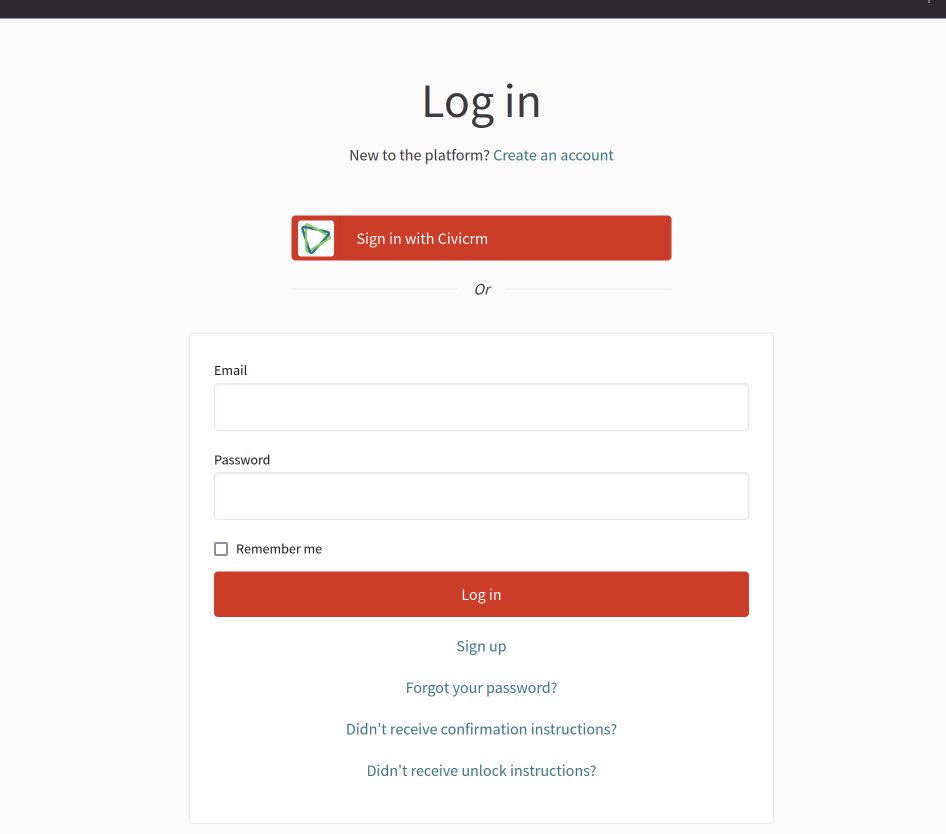 Log in
New to the platform? Create an account
Sign in with Civicrm
Or
Email
Password
Remember me
Log in
Sign up
Forgot your password?
Didn't receive confirmation instructions?
Didn't receive unlock instructions?